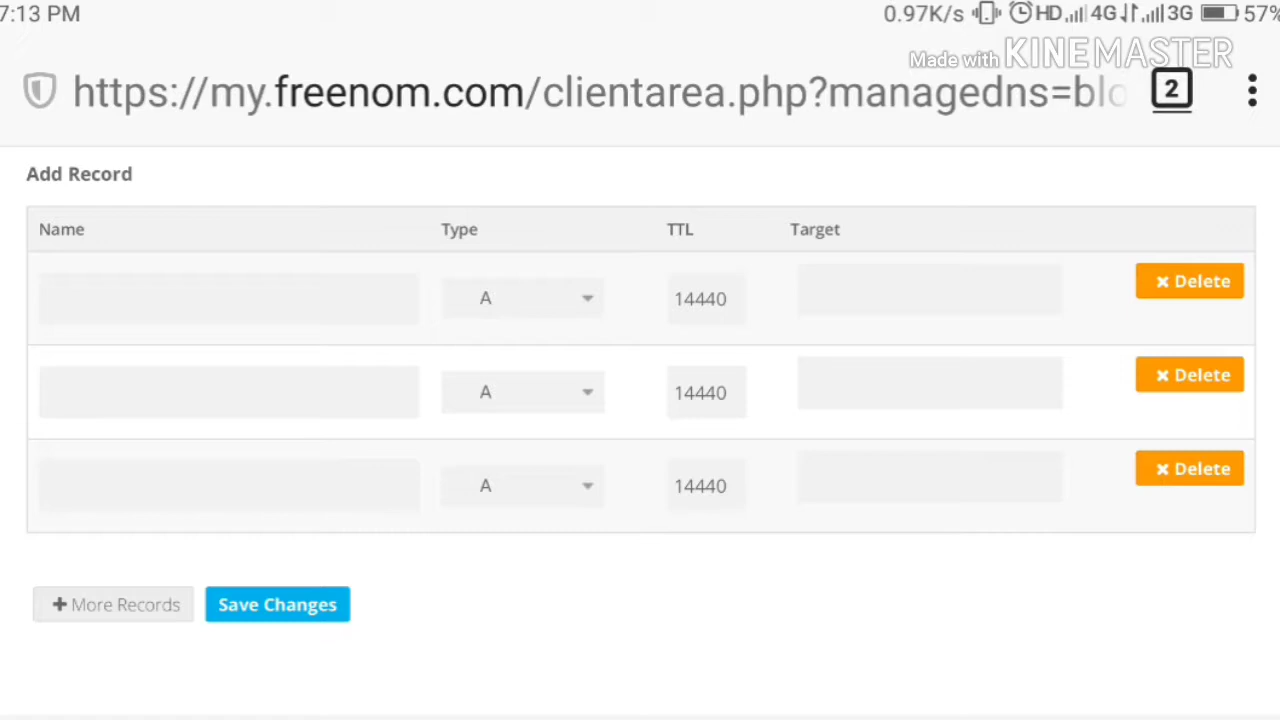 7:13 PM 0.97K/s HD 4G 3G 57%
Made with KINEMASTER
https://my.freenom.com/clientarea.php?managedns=blo 2
Add Record
Name Type TTL Target
A 14440 × Delete
A 14440 × Delete
A 14440 × Delete
+ More Records Save Changes